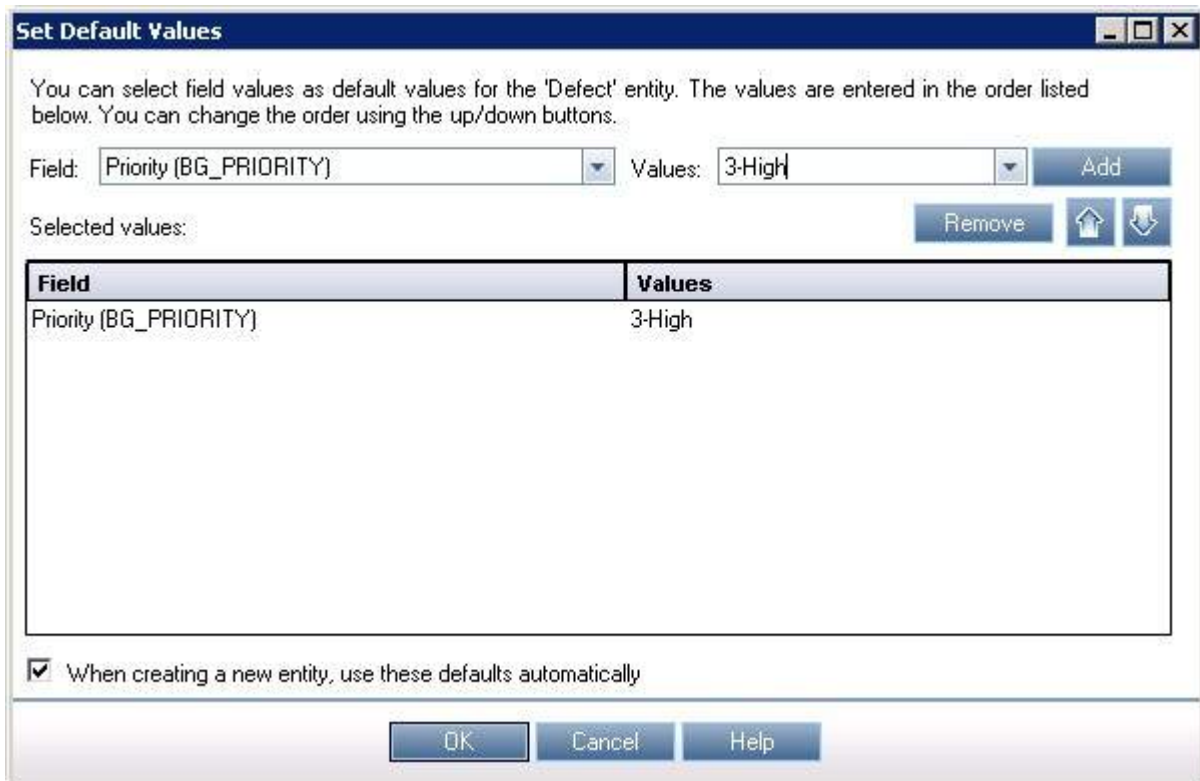 Set Default Values
You can select field values as default values for the 'Defect' entity. The values are entered in the order listed
below. You can change the order using the up/down buttons.
Field: Priority (BG_PRIORITY) Values: 3-High Add
Selected values: Remove
Field Values
Priority (BG_PRIORITY) 3-High
When creating a new entity, use these defaults automatically
OK Cancel Help